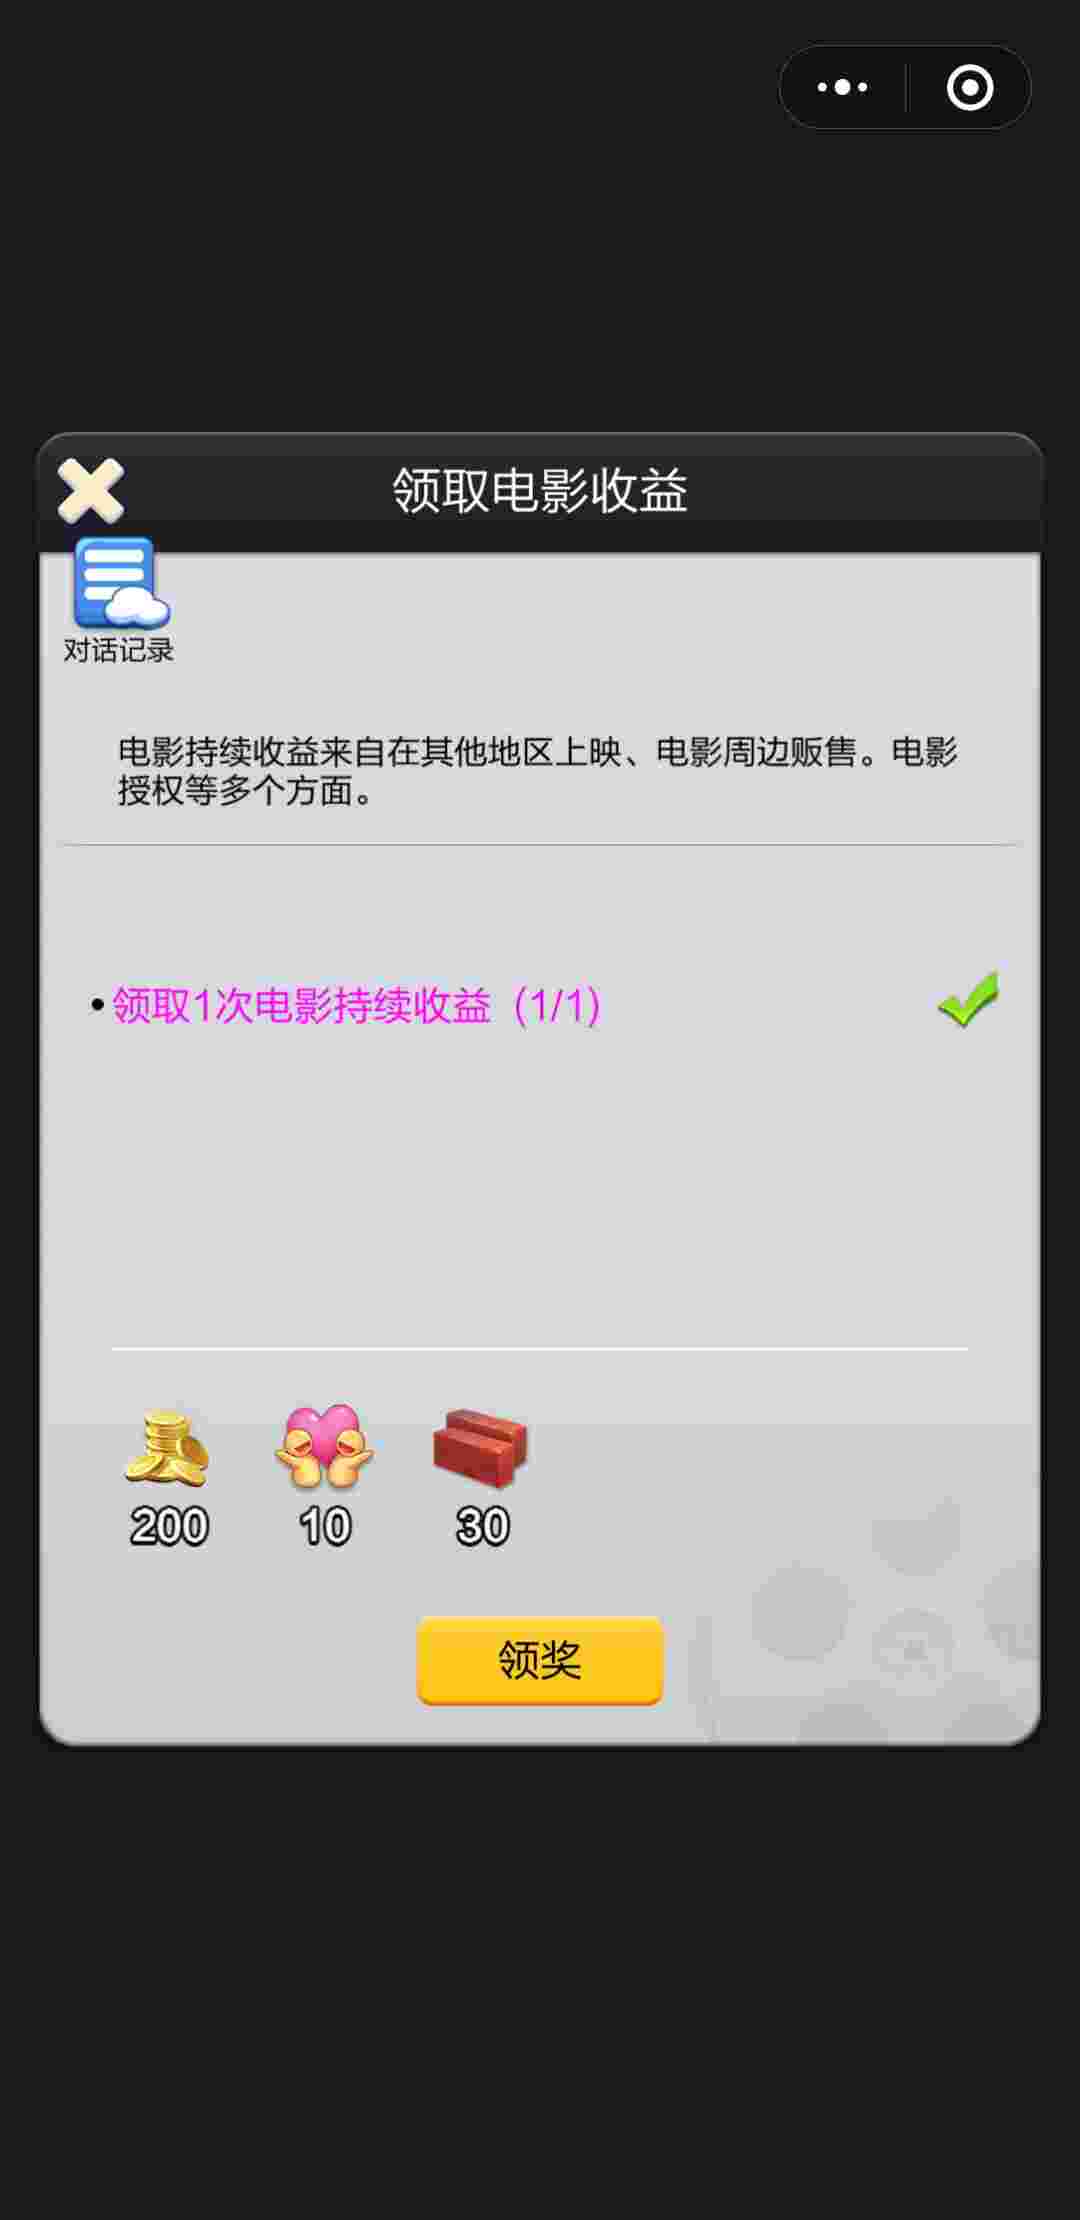 领取电影收益
对话记录
电影持续收益来自在其他地区上映、电影周边贩售。电影
授权等多个方面。
•领取1次电影持续收益 (1/1)
200 10 30
领奖